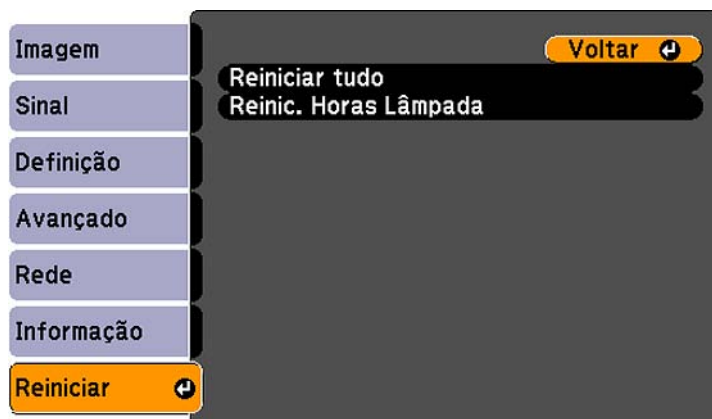 Imagem
Sinal
Definição
Avançado
Rede
Informação
Reiniciar
Voltar
Reiniciar tudo
Reinic. Horas Lâmpada